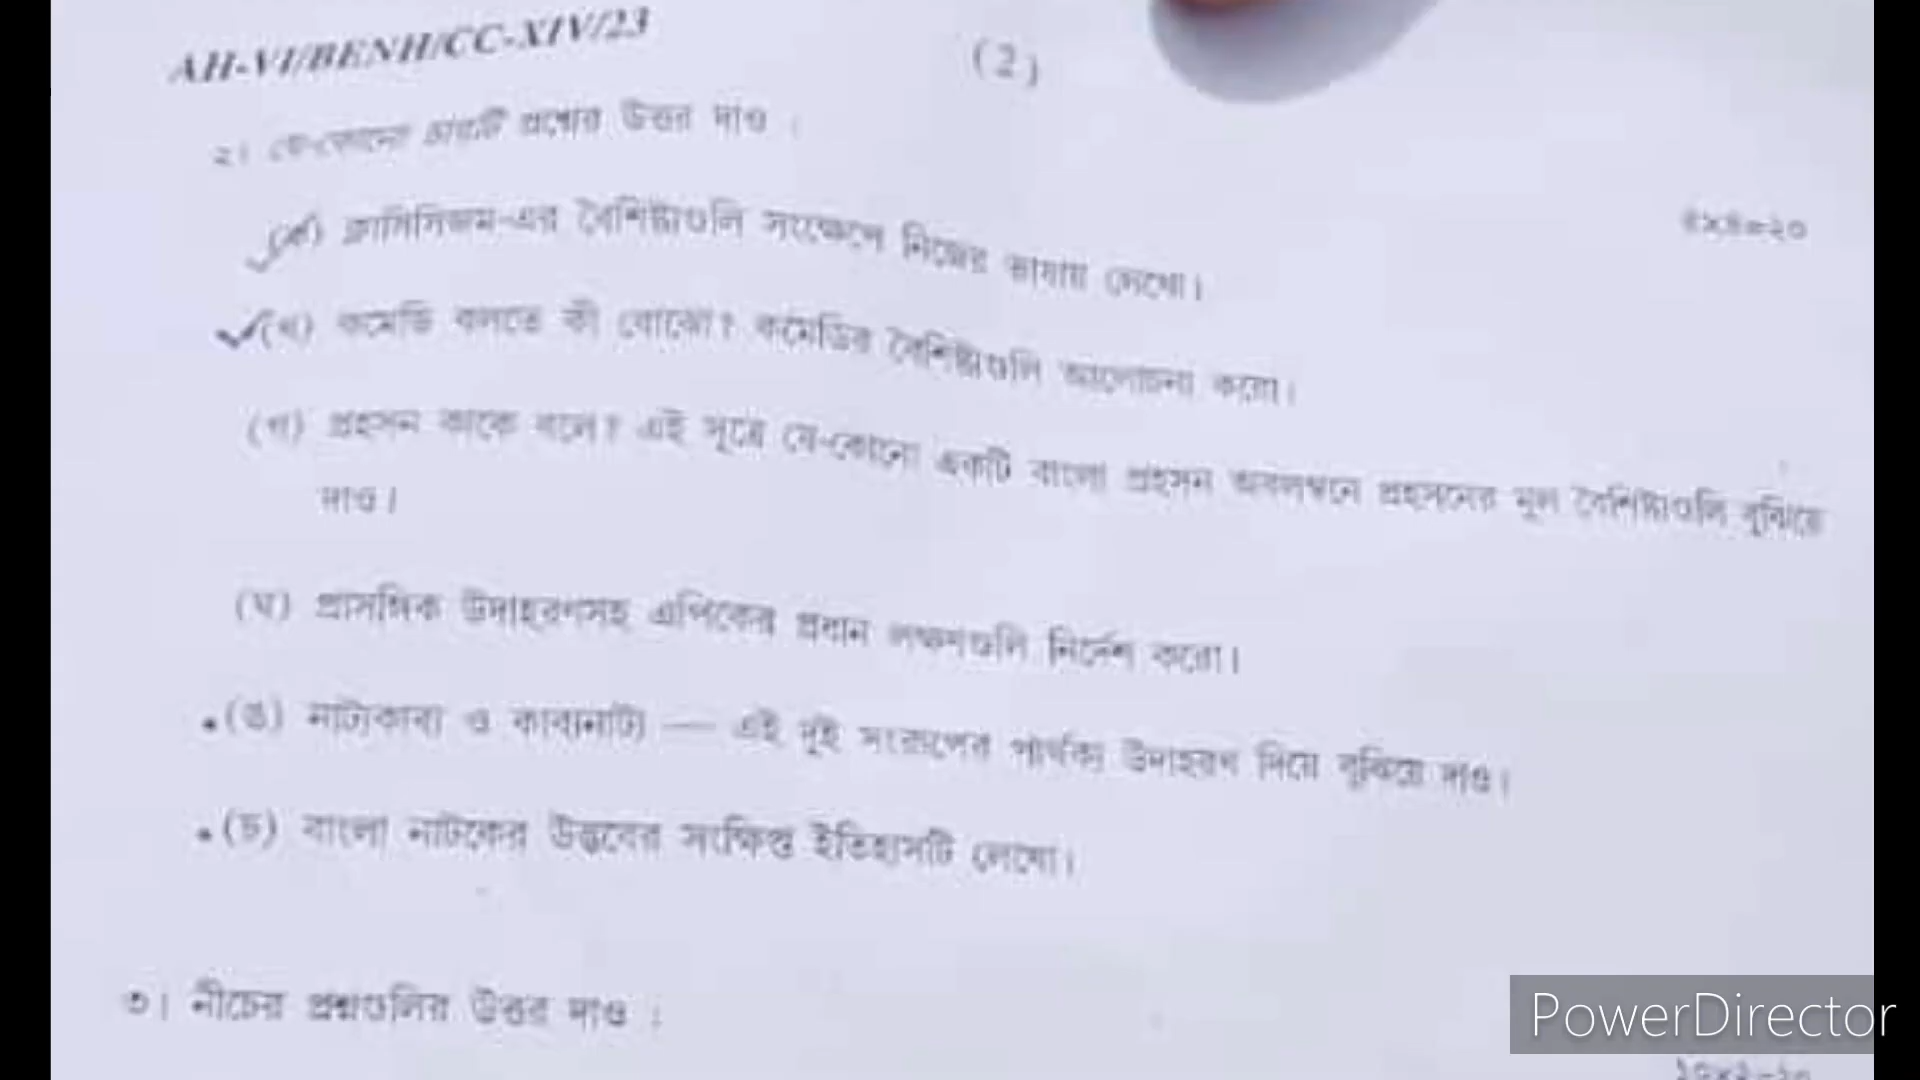 AH-VI/BENH/CC-XIV/23
(2)
২। যে-কোনো চারটি প্রশ্নের উত্তর দাও :
৫×৪=২০
(ক) ক্লাসিসিজম-এর বৈশিষ্ট্যগুলি সংক্ষেপে নিজের ভাষায় লেখো।
(খ) কমেডি বলতে কী বোঝো? কমেডির বৈশিষ্ট্যগুলি আলোচনা করো।
(গ) প্রহসন কাকে বলে? এই সূত্রে যে-কোনো একটি বাংলা প্রহসন অবলম্বনে প্রহসনের মূল বৈশিষ্ট্যগুলি বুঝিয়ে
দাও।
(ঘ) প্রাসঙ্গিক উদাহরণসহ এপিকের প্রধান লক্ষণগুলি নির্দেশ করো।
(ঙ) নাট্যকাব্য ও কাব্যনাট্য — এই দুই সংরূপের পার্থক্য উদাহরণ দিয়ে বুঝিয়ে দাও।
(চ) বাংলা নাটকের উদ্ভবের সংক্ষিপ্ত ইতিহাসটি লেখো।
৩। নীচের প্রশ্নগুলির উত্তর দাও :
১০×২=২০
PowerDirector